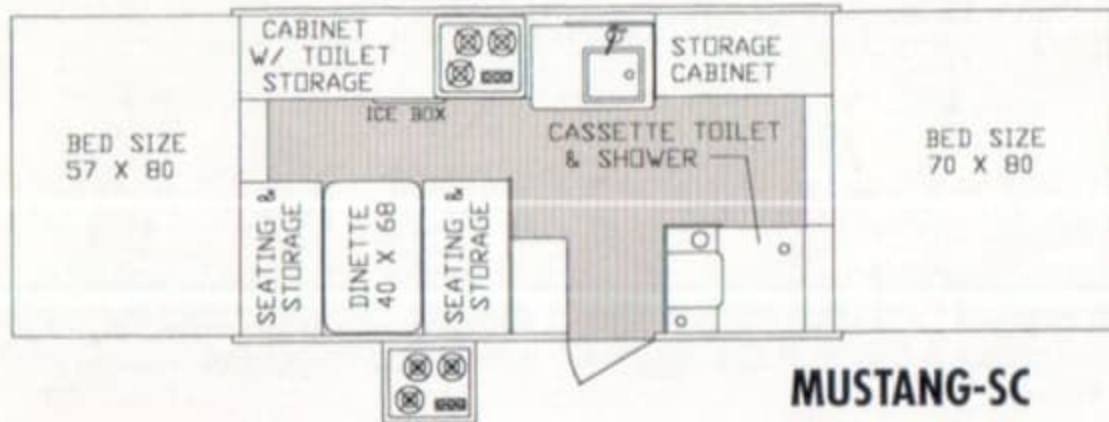 CABINET
W/ TOILET
STORAGE
STORAGE
CABINET
ICE BOX
BED SIZE
57 X 80
CASSETTE TOILET
& SHOWER
BED SIZE
70 X 80
SEATING &
STORAGE
DINETTE
40 X 68
SEATING &
STORAGE
MUSTANG-SC